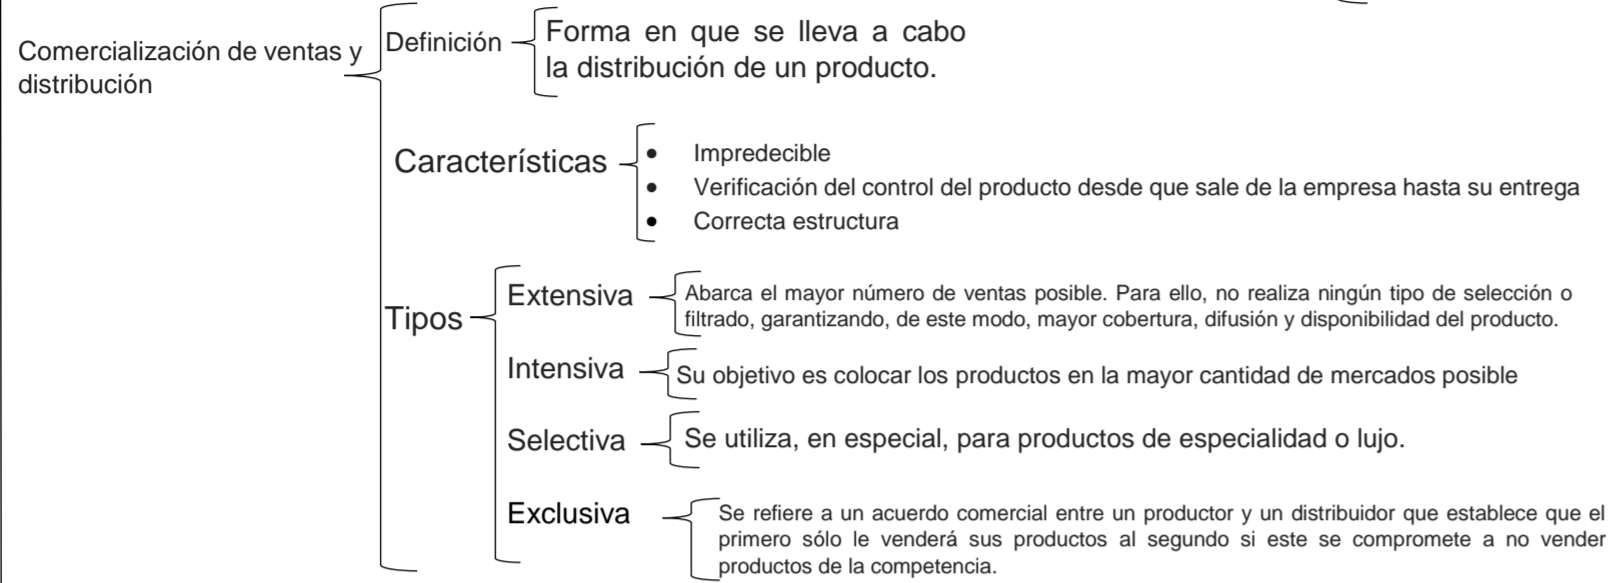 Comercialización de ventas y
distribución
Definición
Forma en que se lleva a cabo
la distribución de un producto.
Características
• Impredecible
• Verificación del control del producto desde que sale de la empresa hasta su entrega
• Correcta estructura
Tipos
Extensiva
Abarca el mayor número de ventas posible. Para ello, no realiza ningún tipo de selección o
filtrado, garantizando, de este modo, mayor cobertura, difusión y disponibilidad del producto.
Intensiva
Su objetivo es colocar los productos en la mayor cantidad de mercados posible
Selectiva
Se utiliza, en especial, para productos de especialidad o lujo.
Exclusiva
Se refiere a un acuerdo comercial entre un productor y un distribuidor que establece que el
primero sólo le venderá sus productos al segundo si este se compromete a no vender
productos de la competencia.